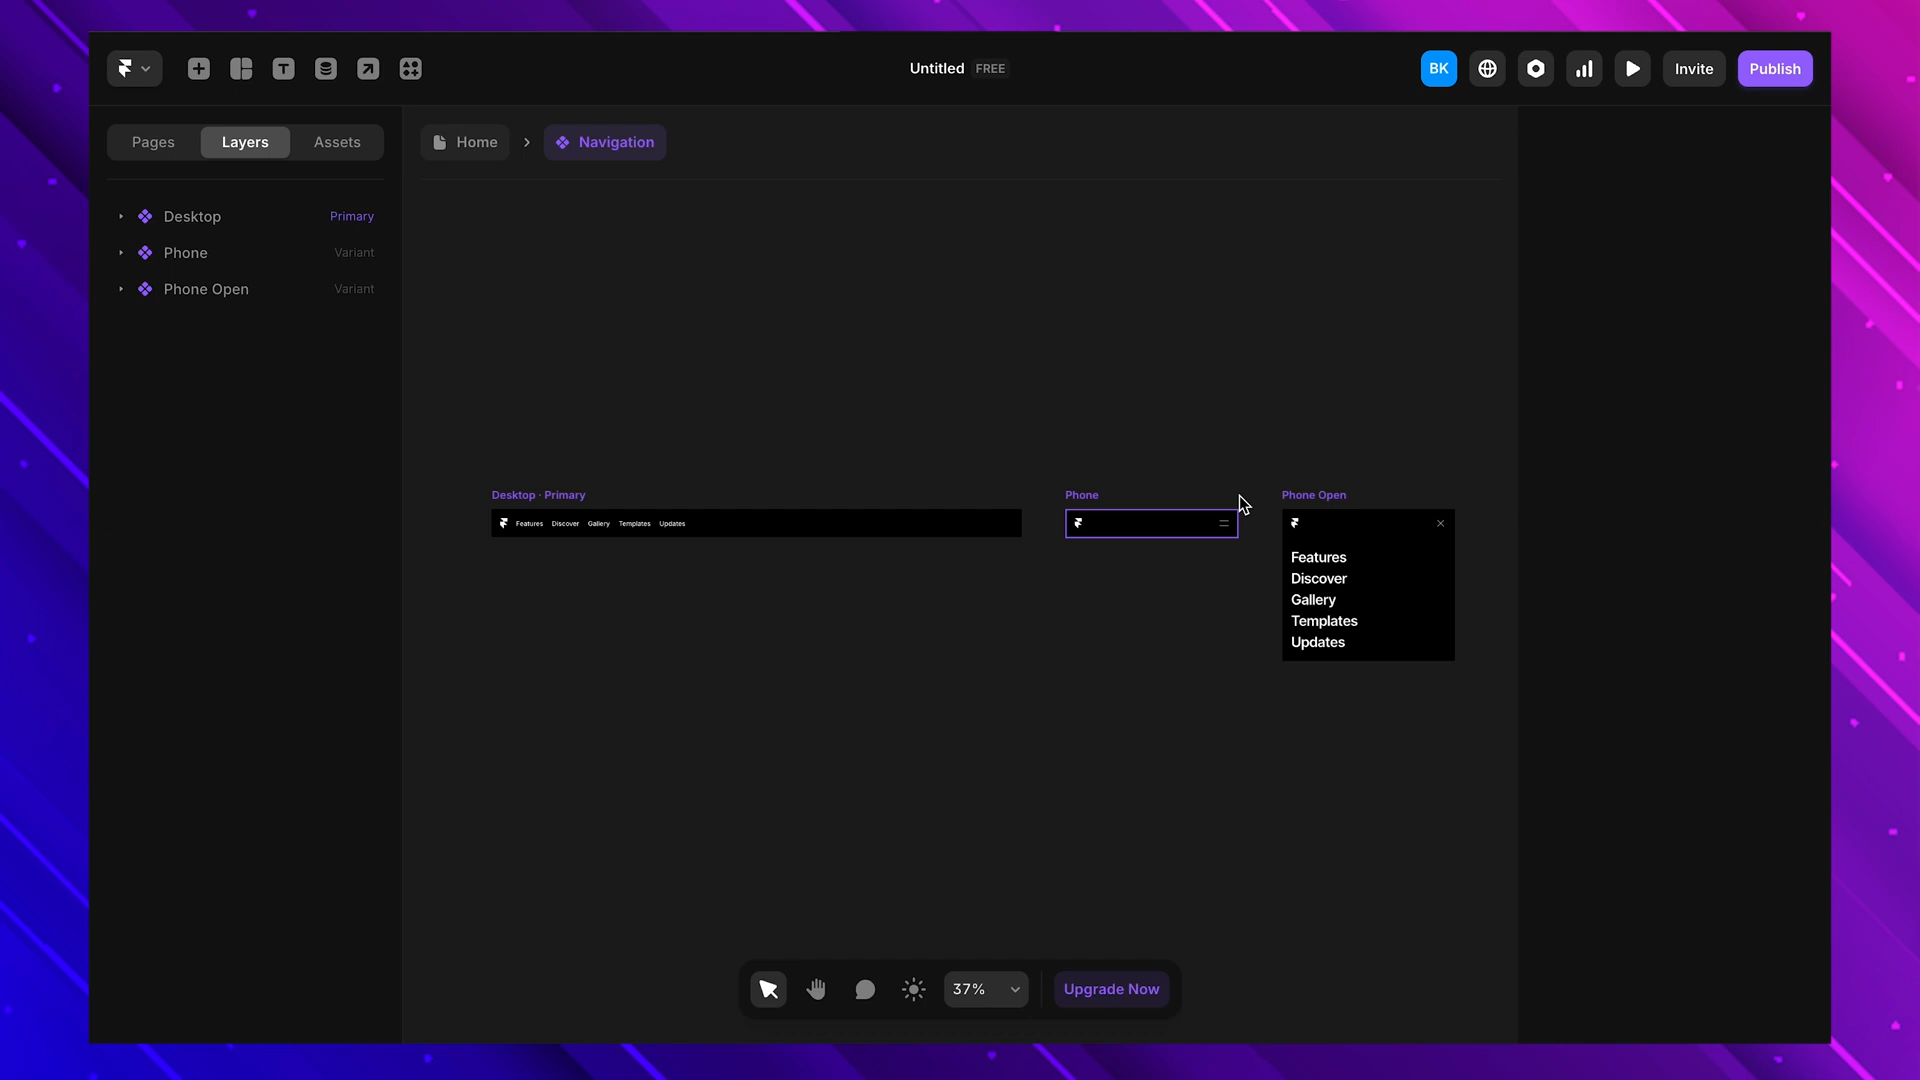 Untitled FREE
BK
Invite
Publish
Pages
Layers
Assets
Home
Navigation
Desktop Primary
Phone Variant
Phone Open Variant
Desktop · Primary
Features Discover Gallery Templates Updates
Phone
Phone Open
Features
Discover
Gallery
Templates
Updates
37%
Upgrade Now